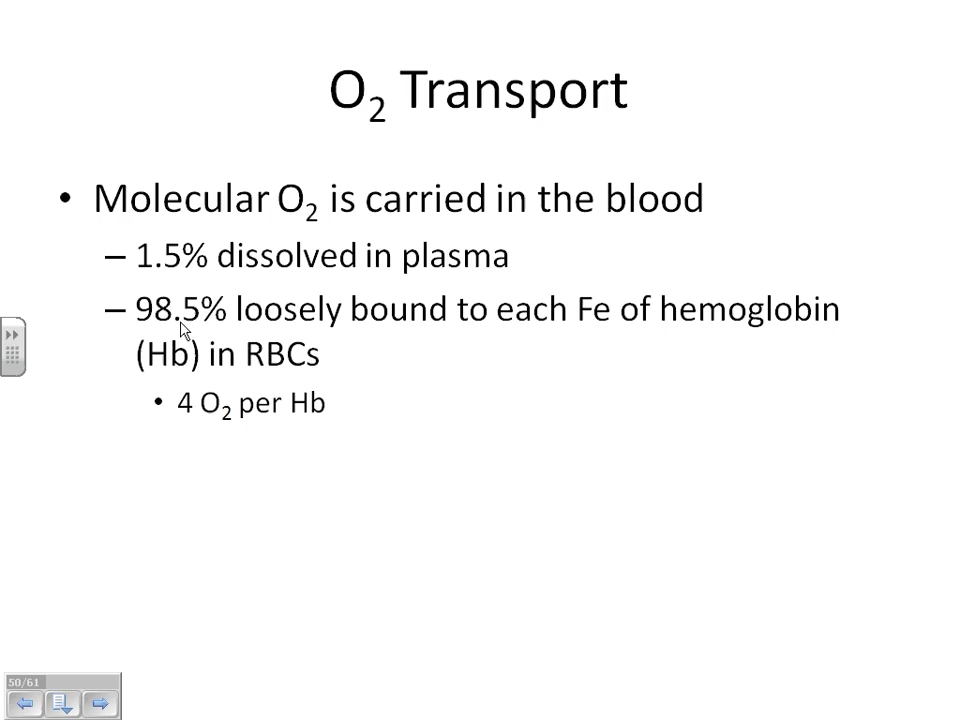 O₂ Transport
• Molecular O₂ is carried in the blood
– 1.5% dissolved in plasma
– 98.5% loosely bound to each Fe of hemoglobin
(Hb) in RBCs
• 4 O₂ per Hb
50/61